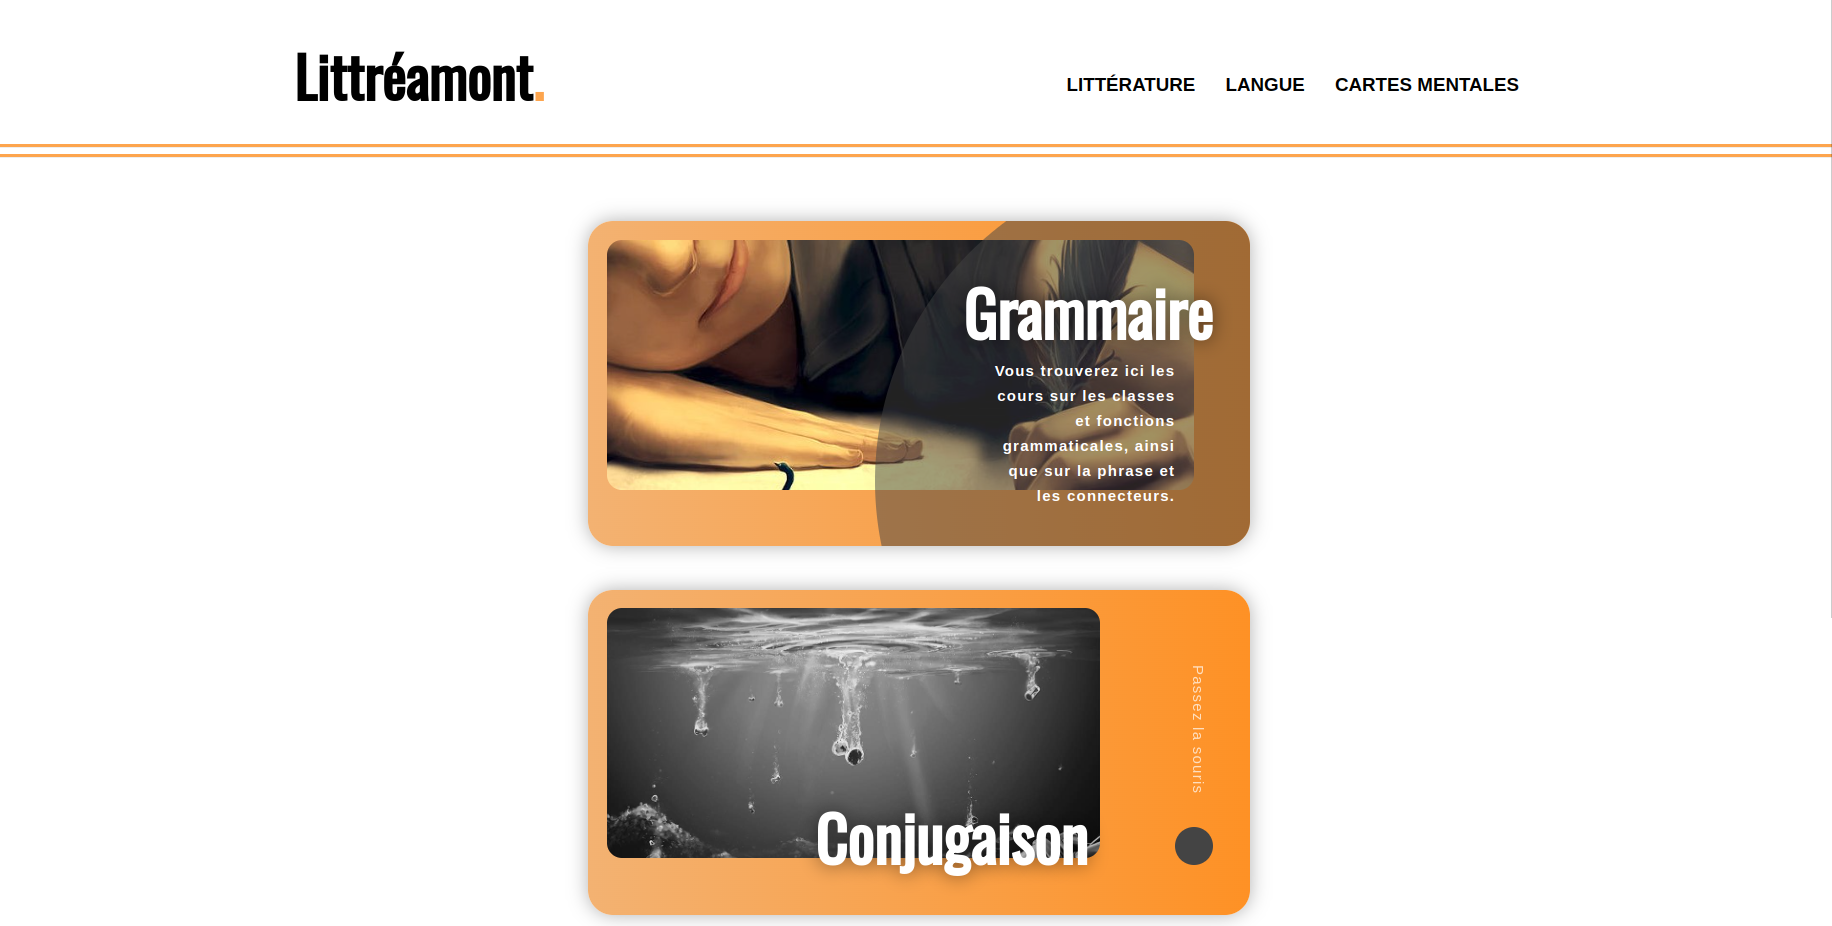 Littréamont.
LITTÉRATURE LANGUE CARTES MENTALES
Grammaire
Vous trouverez ici les
cours sur les classes
et fonctions
grammaticales, ainsi
que sur la phrase et
les connecteurs.
Passez la souris
Conjugaison